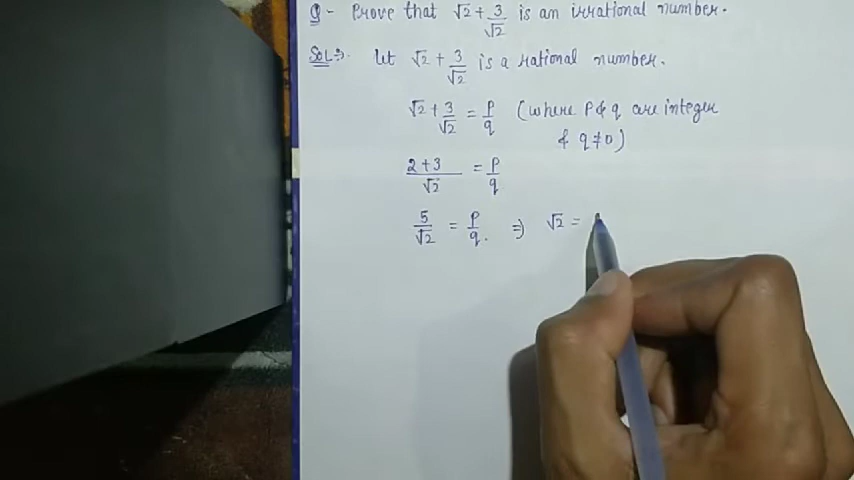 Q - Prove that √2 + 3/√2 is an irrational number.
Sol :- Let √2 + 3/√2 is a rational number.
√2 + 3/√2 = P/q (where P & q are integer
& q ≠ 0)
2+3/√2 = P/q
5/√2 = P/q. ⇒ √2 =